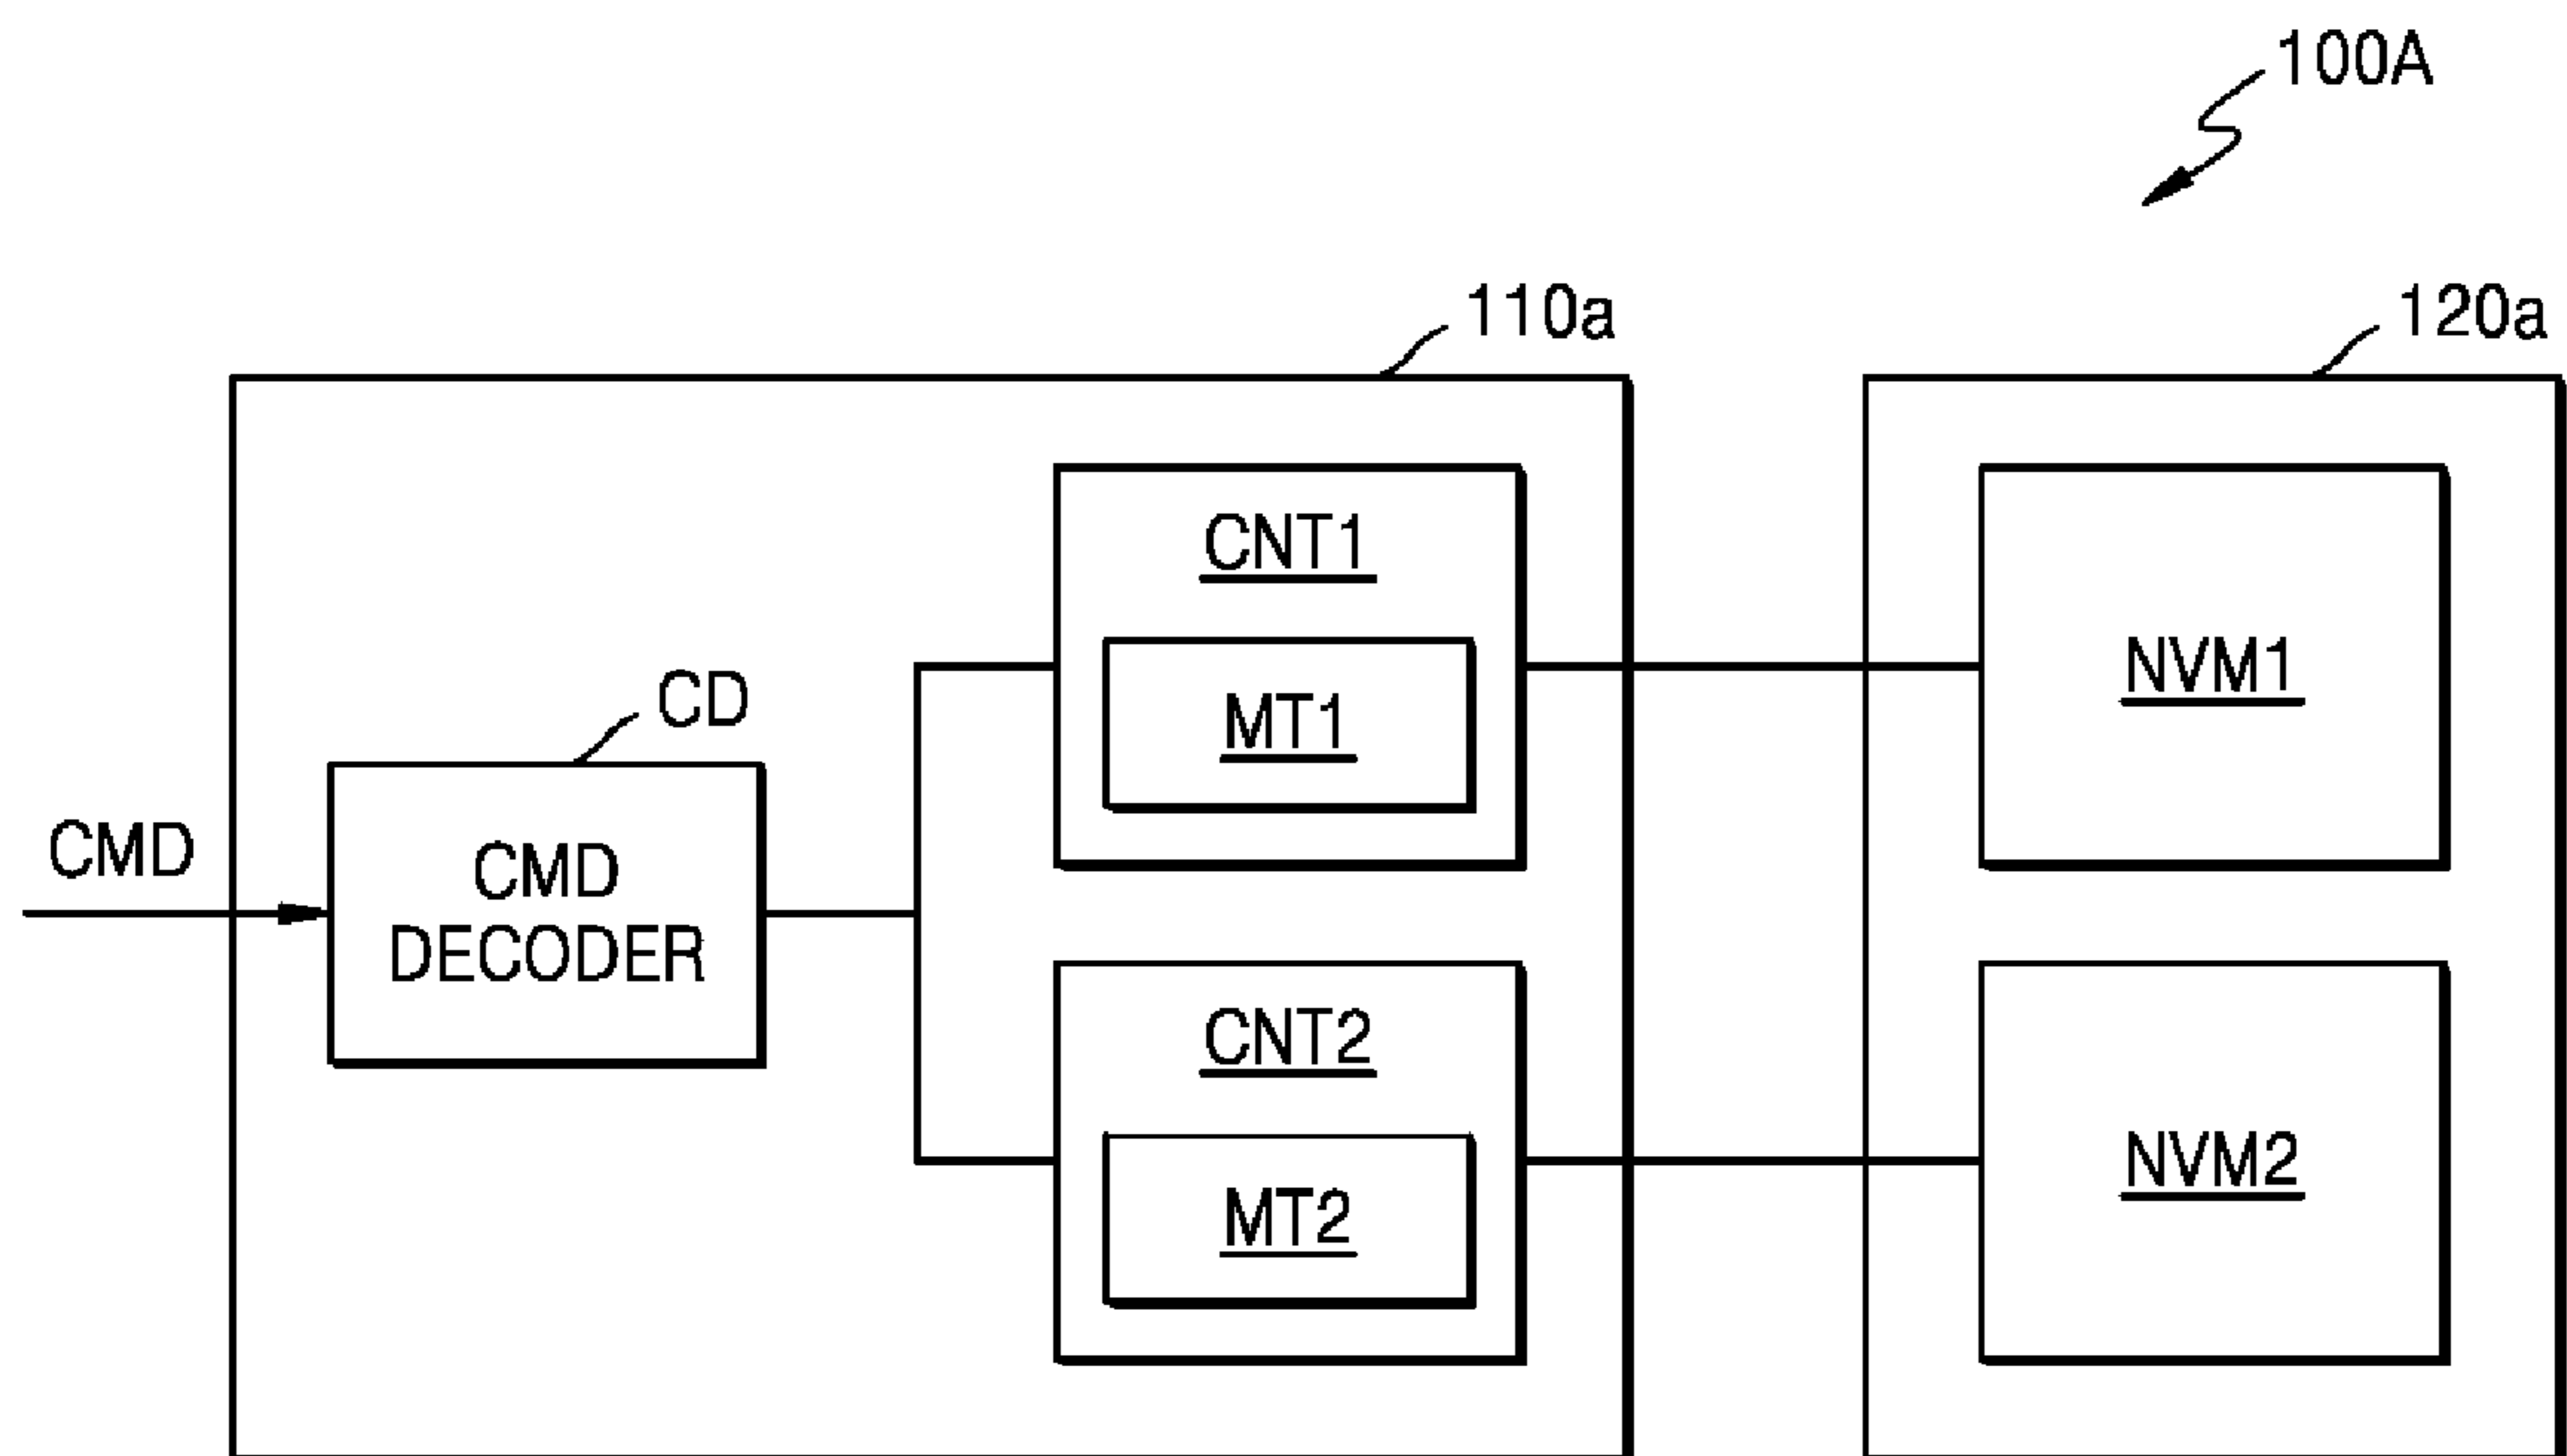 100A
110a
120a
CNT1
MT1
NVM1
CD
CMD
CMD
DECODER
CNT2
MT2
NVM2